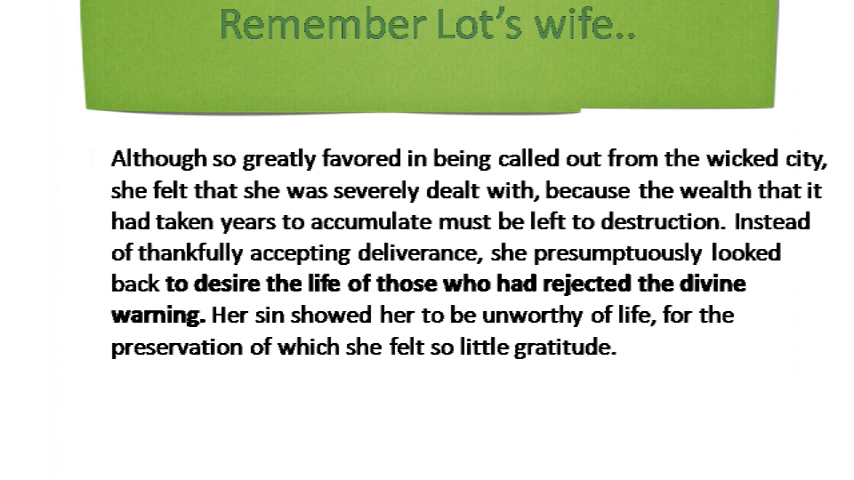 Remember Lot's wife..
Although so greatly favored in being called out from the wicked city,
she felt that she was severely dealt with, because the wealth that it
had taken years to accumulate must be left to destruction. Instead
of thankfully accepting deliverance, she presumptuously looked
back to desire the life of those who had rejected the divine
warning. Her sin showed her to be unworthy of life, for the
preservation of which she felt so little gratitude.